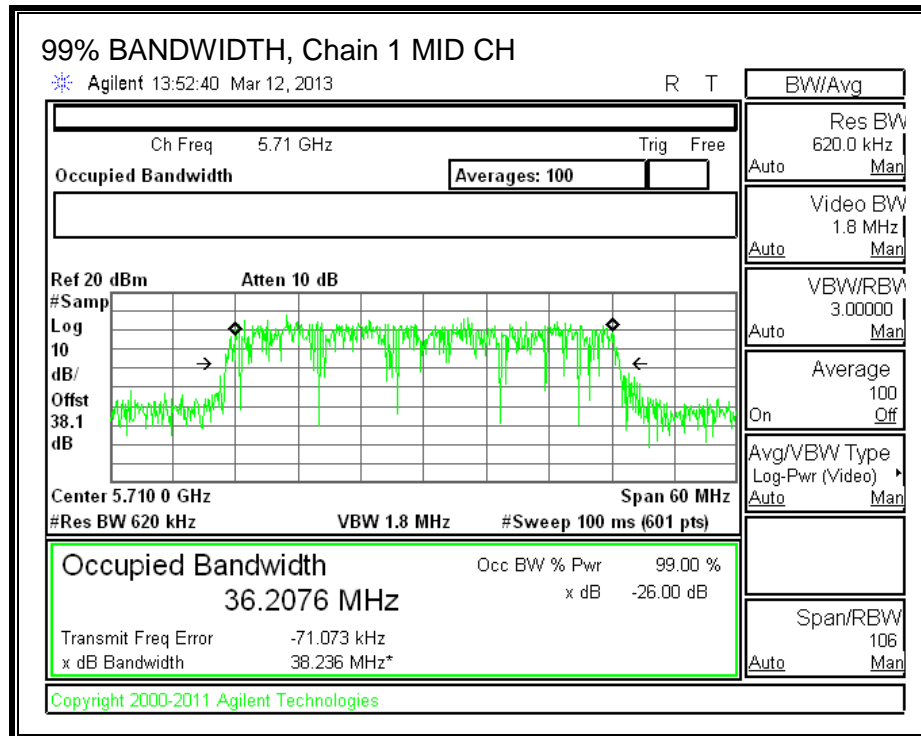 99% BANDWIDTH, Chain 1 MID CH
Agilent 13:52:40 Mar 12, 2013 R T
Ch Freq 5.71 GHz Trig Free
Occupied Bandwidth Averages: 100
Ref 20 dBm Atten 10 dB
#Samp
Log
10
dB/
Offst
38.1
dB
Center 5.710 0 GHz Span 60 MHz
#Res BW 620 kHz VBW 1.8 MHz #Sweep 100 ms (601 pts)
Occupied Bandwidth Occ BW % Pwr 99.00 %
36.2076 MHz x dB -26.00 dB
Transmit Freq Error -71.073 kHz
x dB Bandwidth 38.236 MHz*
Copyright 2000-2011 Agilent Technologies
BW/Avg
Res BW
620.0 kHz
Auto Man
Video BW
1.8 MHz
Auto Man
VBW/RBW
3.00000
Auto Man
Average
100
On Off
Avg/VBW Type
Log-Pwr (Video)
Auto Man
Span/RBW
106
Auto Man